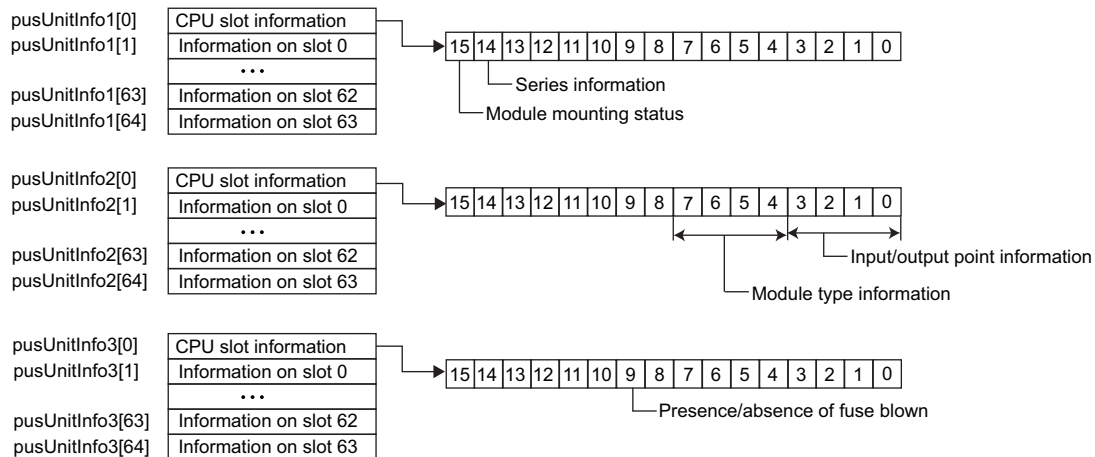 pusUnitInfo1[0] CPU slot information
pusUnitInfo1[1] Information on slot 0
15 14 13 12 11 10 9 8 7 6 5 4 3 2 1 0
...
Series information
pusUnitInfo1[63] Information on slot 62
Module mounting status
pusUnitInfo1[64] Information on slot 63
pusUnitInfo2[0] CPU slot information
pusUnitInfo2[1] Information on slot 0
15 14 13 12 11 10 9 8 7 6 5 4 3 2 1 0
...
pusUnitInfo2[63] Information on slot 62
Input/output point information
pusUnitInfo2[64] Information on slot 63
Module type information
pusUnitInfo3[0] CPU slot information
pusUnitInfo3[1] Information on slot 0
15 14 13 12 11 10 9 8 7 6 5 4 3 2 1 0
...
Presence/absence of fuse blown
pusUnitInfo3[63] Information on slot 62
pusUnitInfo3[64] Information on slot 63